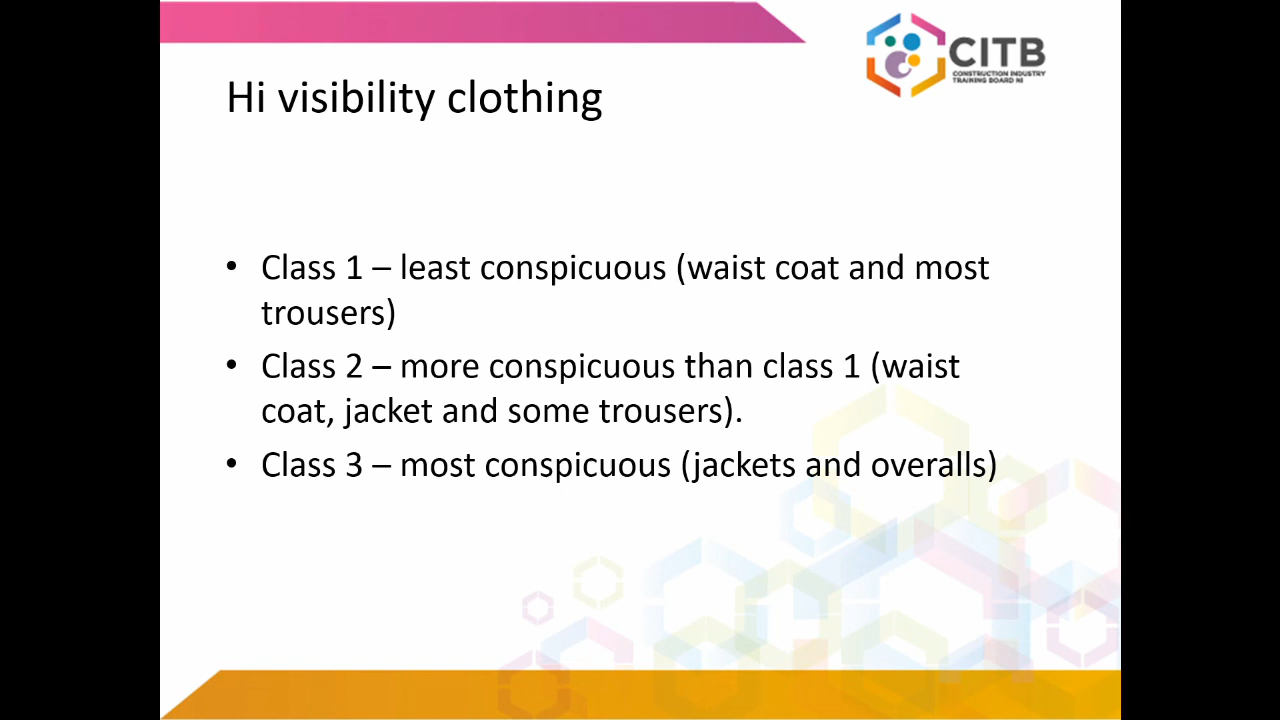 CITB
CONSTRUCTION INDUSTRY
TRAINING BOARD NI
Hi visibility clothing
• Class 1 – least conspicuous (waist coat and most
trousers)
• Class 2 – more conspicuous than class 1 (waist
coat, jacket and some trousers).
• Class 3 – most conspicuous (jackets and overalls)